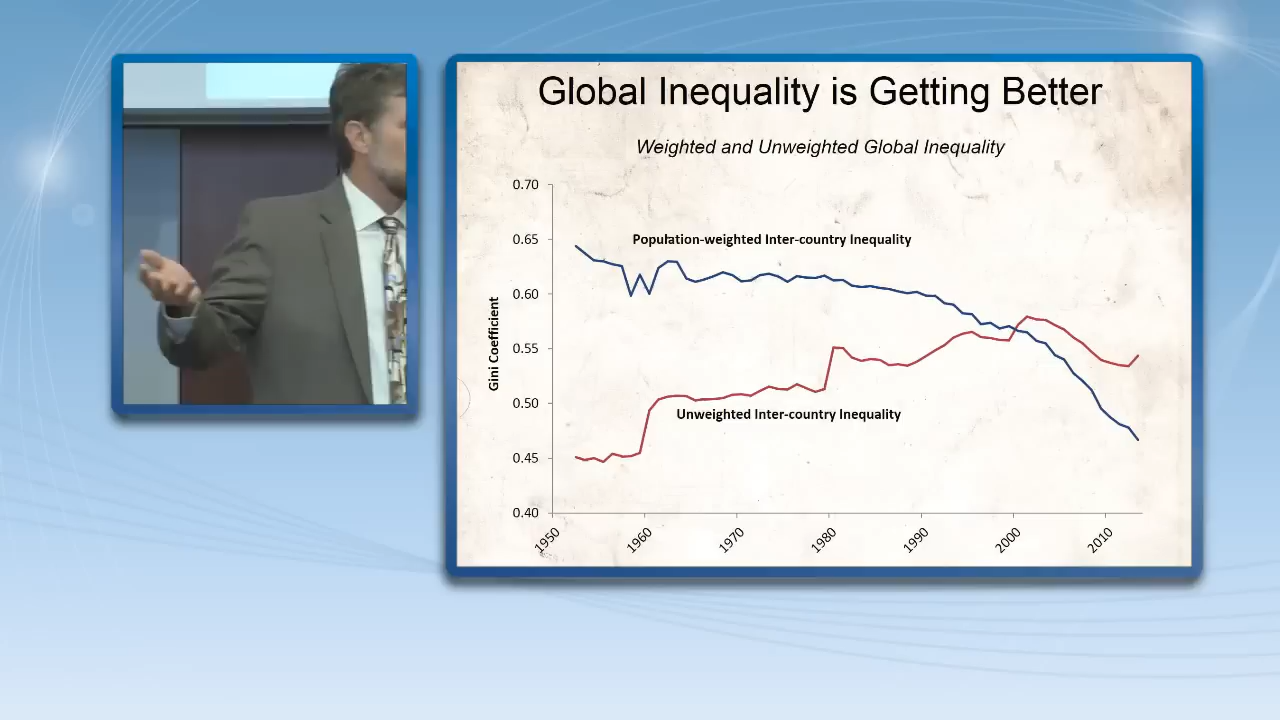 Global Inequality is Getting Better
Weighted and Unweighted Global Inequality
0.70
0.65
0.60
0.55
0.50
0.45
0.40
Gini Coefficient
Population-weighted Inter-country Inequality
Unweighted Inter-country Inequality
1950
1960
1970
1980
1990
2000
2010